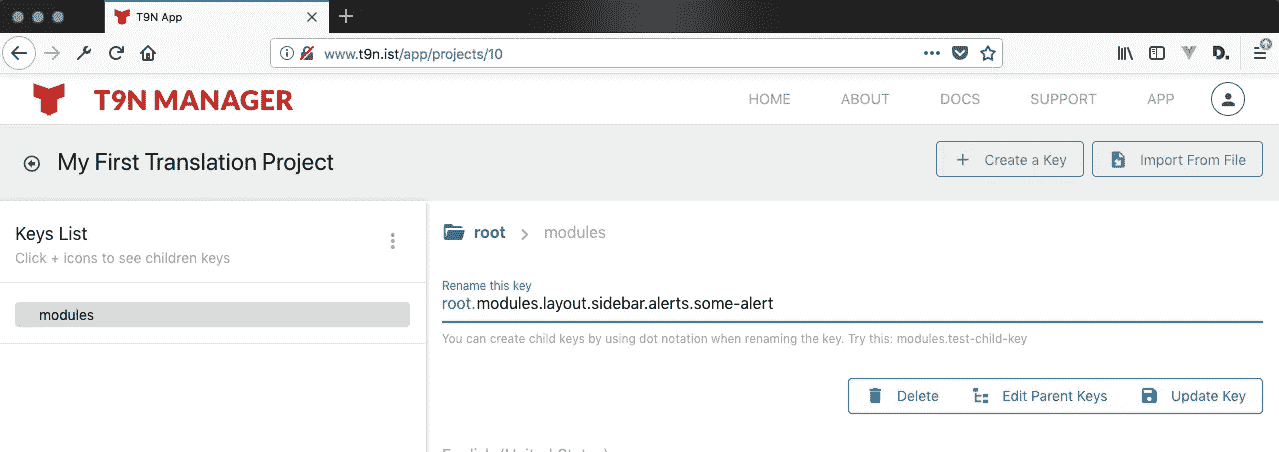 T9N App
www.t9n.ist/app/projects/10
D.
T9N MANAGER
HOME ABOUT DOCS SUPPORT APP
My First Translation Project
+ Create a Key
Import From File
Keys List
Click + icons to see children keys
modules
root > modules
Rename this key
root.modules.layout.sidebar.alerts.some-alert
You can create child keys by using dot notation when renaming the key. Try this: modules.test-child-key
Delete Edit Parent Keys Update Key
English (United States)